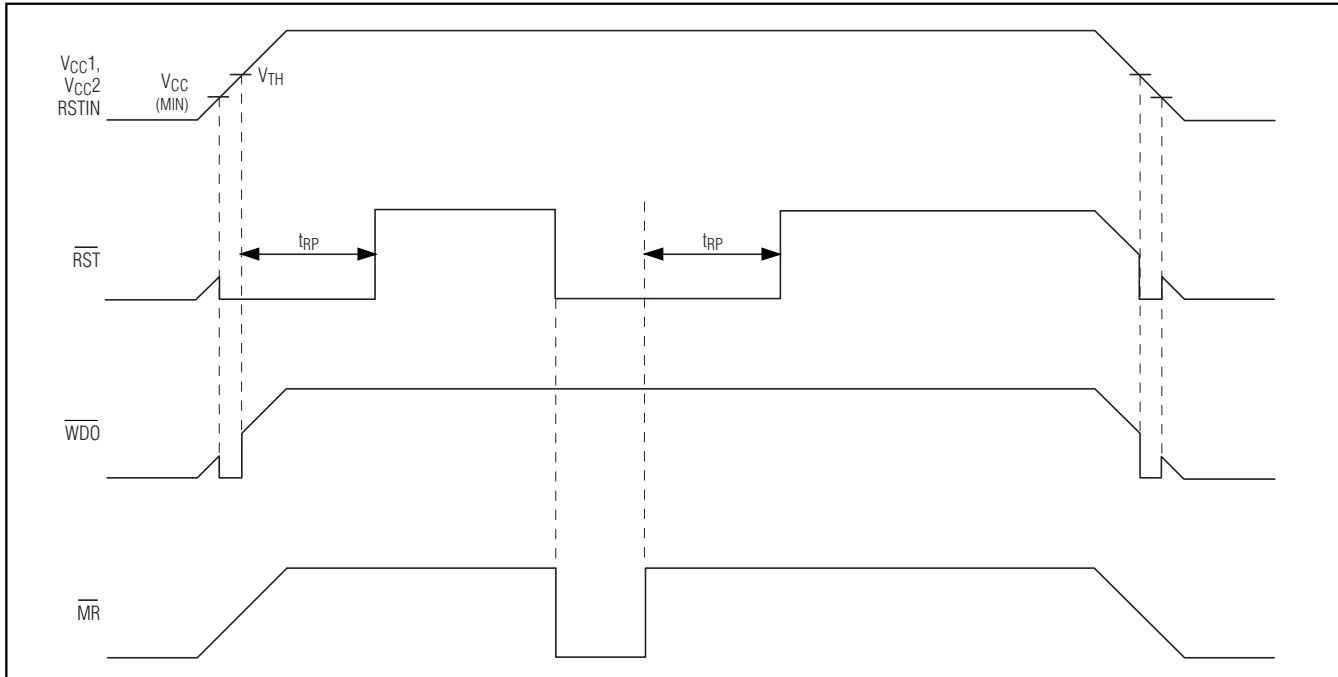 VCC1,
VCC2
RSTIN
VCC
(MIN)
VTH
RST
tRP
tRP
WDO
MR